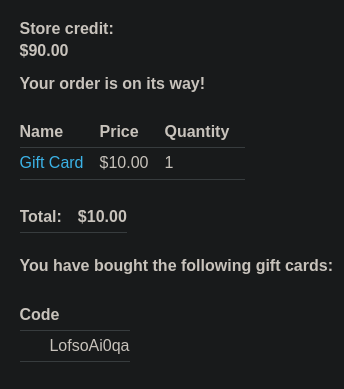 Store credit:
$90.00
Your order is on its way!
Name Price Quantity
Gift Card $10.00 1
Total: $10.00
You have bought the following gift cards:
Code
LofsoAi0qa